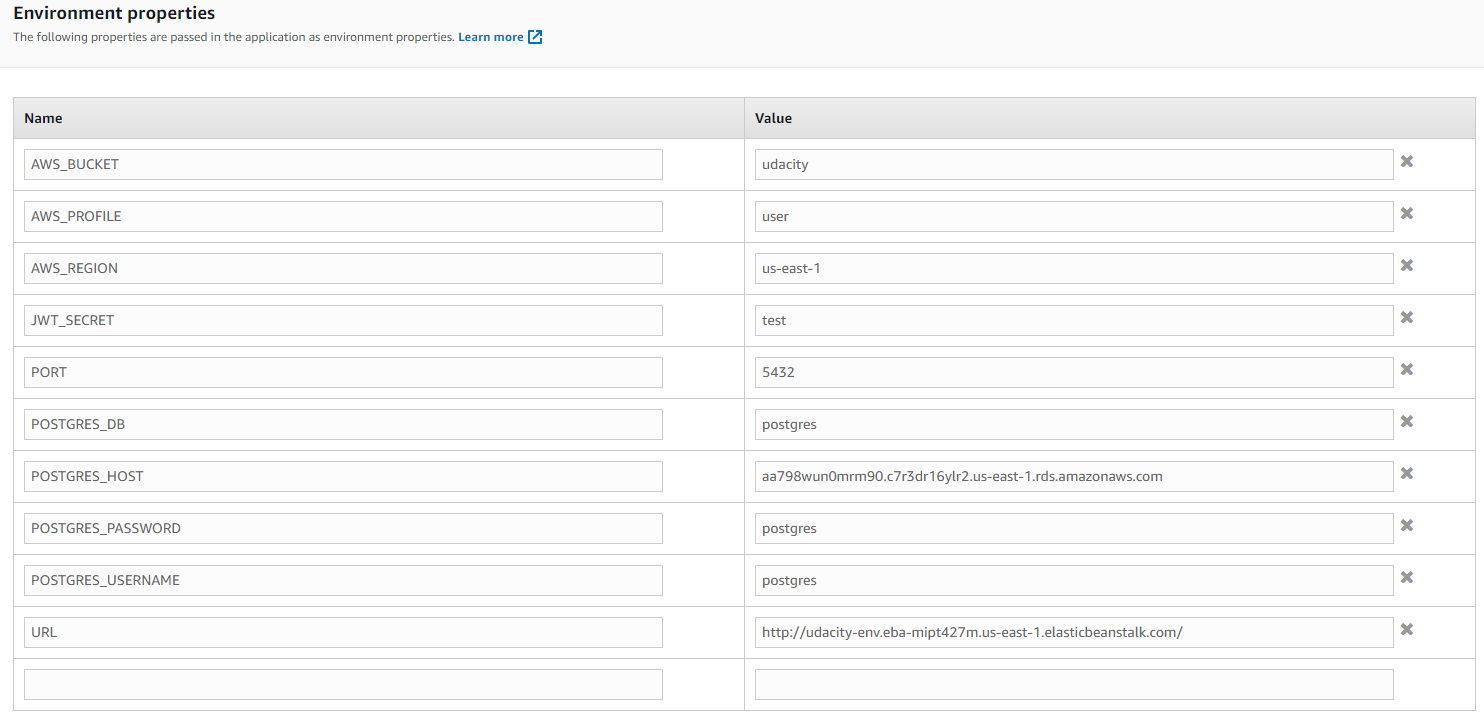 Environment properties
The following properties are passed in the application as environment properties. Learn more
Name Value
AWS_BUCKET udacity
AWS_PROFILE user
AWS_REGION us-east-1
JWT_SECRET test
PORT 5432
POSTGRES_DB postgres
POSTGRES_HOST aa798wun0mrm90.c7r3dr16ylr2.us-east-1.rds.amazonaws.com
POSTGRES_PASSWORD postgres
POSTGRES_USERNAME postgres
URL http://udacity-env.eba-mipt427m.us-east-1.elasticbeanstalk.com/